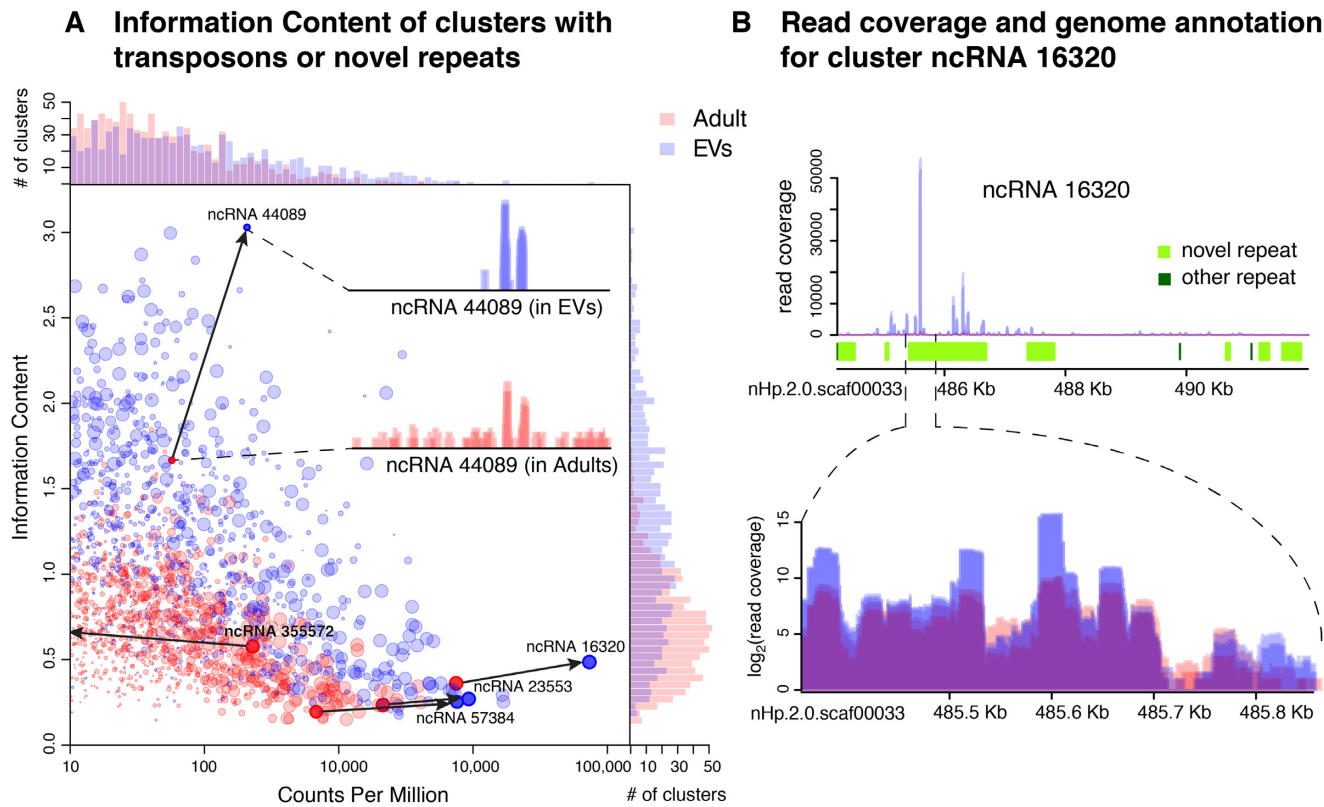 A Information Content of clusters with
transposons or novel repeats
B Read coverage and genome annotation
for cluster ncRNA 16320
# of clusters
50
30
10
Adult
EVs
Information Content
3.0
2.5
2.0
1.5
1.0
0.5
0.0
ncRNA 44089
ncRNA 44089 (in EVs)
ncRNA 44089 (in Adults)
ncRNA 355572
ncRNA 16320
ncRNA 23553
ncRNA 57384
10 100 10,000 10,000 100,000
Counts Per Million
10 30 50
# of clusters
read coverage
50000
30000
10000
0
ncRNA 16320
novel repeat
other repeat
nHp.2.0.scaf00033 486 Kb 488 Kb 490 Kb
log2(read coverage)
15
10
5
0
nHp.2.0.scaf00033 485.5 Kb 485.6 Kb 485.7 Kb 485.8 Kb